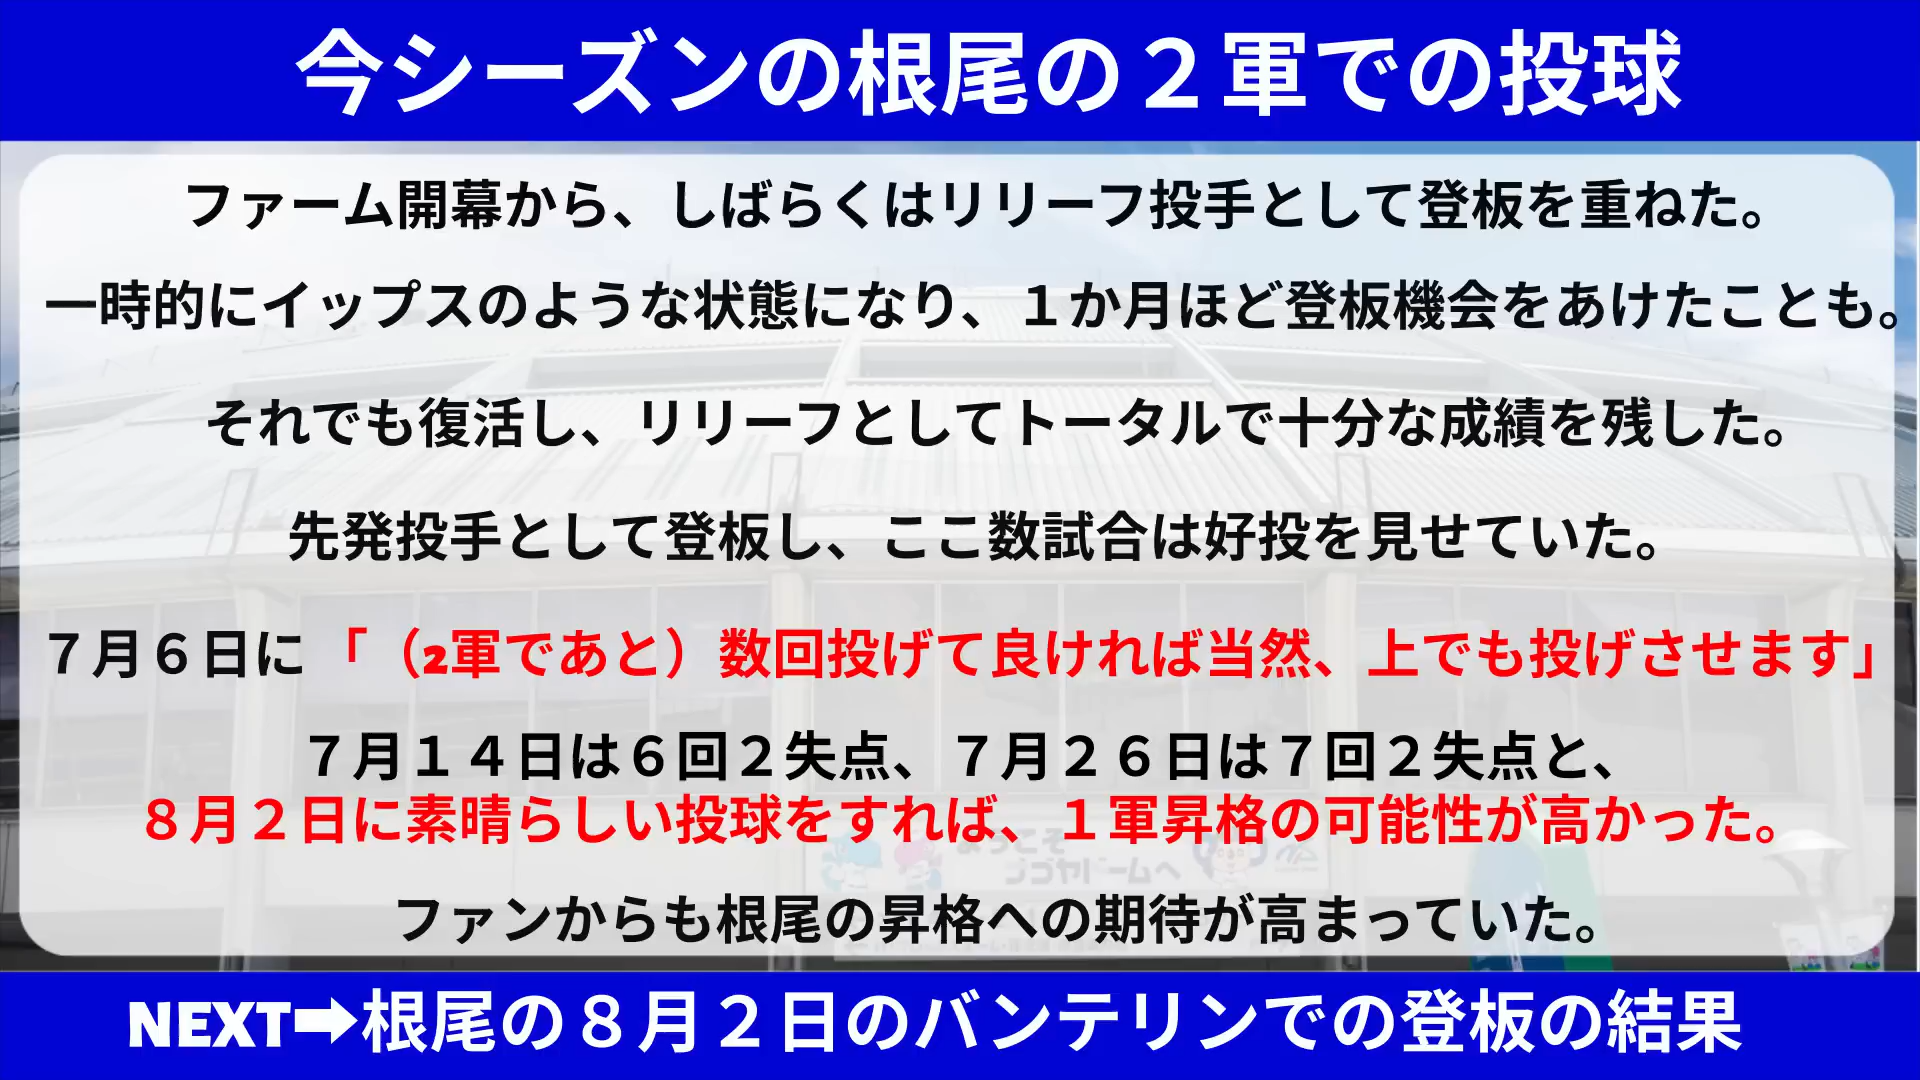 今シーズンの根尾の２軍での投球
ファーム開幕から、しばらくはリリーフ投手として登板を重ねた。
一時的にイップスのような状態になり、１か月ほど登板機会をあけたことも。
それでも復活し、リリーフとしてトータルで十分な成績を残した。
先発投手として登板し、ここ数試合は好投を見せていた。
７月６日に「（2軍であと）数回投げて良ければ当然、上でも投げさせます」
７月１４日は６回２失点、７月２６日は７回２失点と、
８月２日に素晴らしい投球をすれば、１軍昇格の可能性が高かった。
ようこそ
ナゴヤドームへ
ファンからも根尾の昇格への期待が高まっていた。
NEXT➡根尾の８月２日のバンテリンでの登板の結果